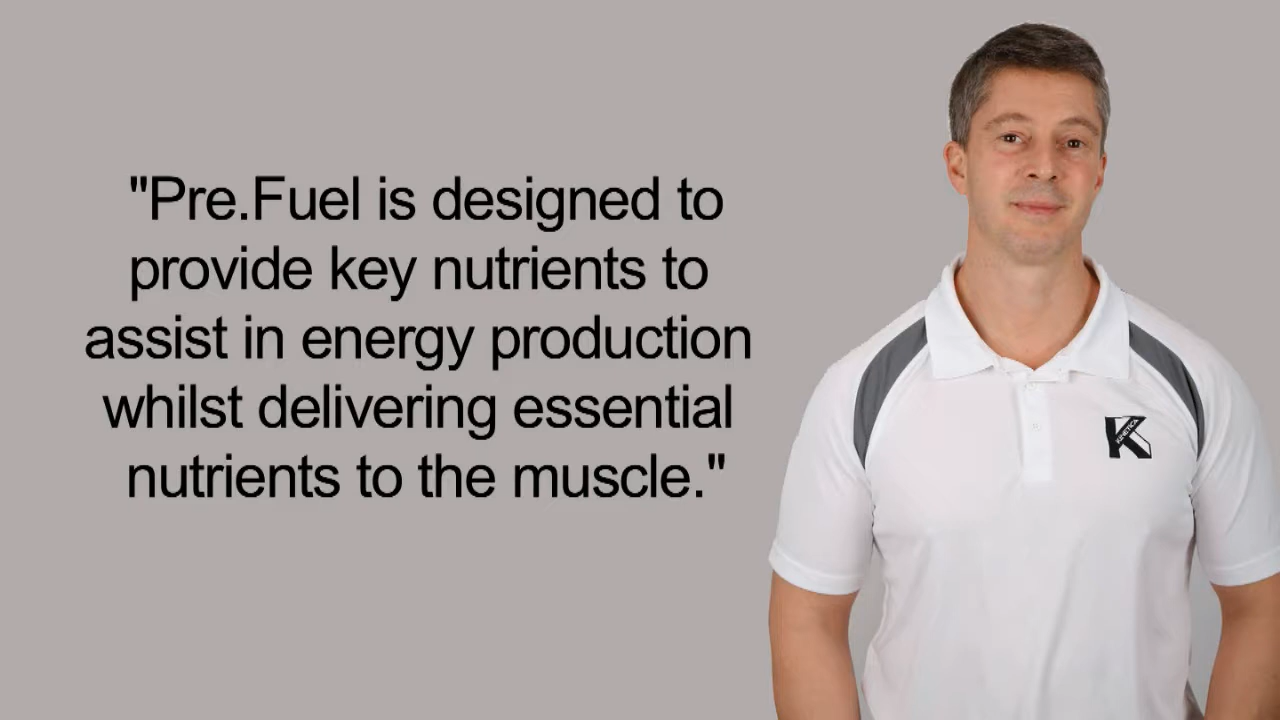 "Pre.Fuel is designed to
provide key nutrients to
assist in energy production
whilst delivering essential
nutrients to the muscle."
KINETICA